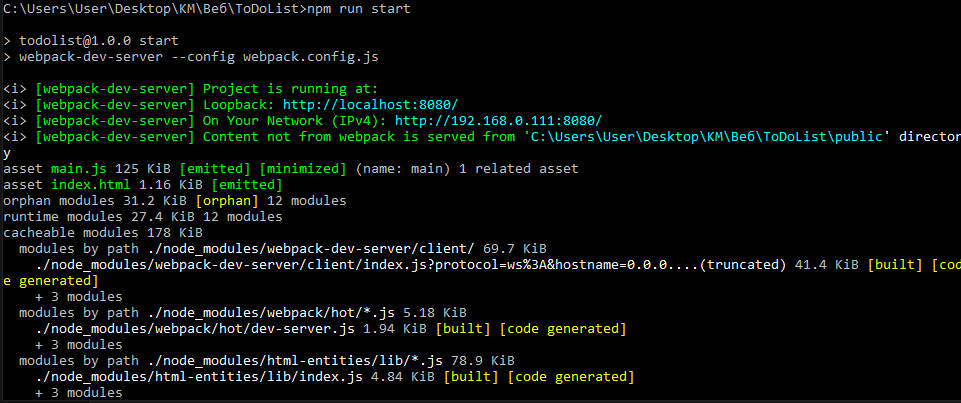 C:\Users\User\Desktop\КМ\Веб\ToDoList>npm run start
> todolist@1.0.0 start
> webpack-dev-server --config webpack.config.js
<i> [webpack-dev-server] Project is running at:
<i> [webpack-dev-server] Loopback: http://localhost:8080/
<i> [webpack-dev-server] On Your Network (IPv4): http://192.168.0.111:8080/
<i> [webpack-dev-server] Content not from webpack is served from 'C:\Users\User\Desktop\КМ\Веб\ToDoList\public' director
y
asset main.js 125 KiB [emitted] [minimized] (name: main) 1 related asset
asset index.html 1.16 KiB [emitted]
orphan modules 31.2 KiB [orphan] 12 modules
runtime modules 27.4 KiB 12 modules
cacheable modules 178 KiB
  modules by path ./node_modules/webpack-dev-server/client/ 69.7 KiB
    ./node_modules/webpack-dev-server/client/index.js?protocol=ws%3A&hostname=0.0.0....(truncated) 41.4 KiB [built] [cod
e generated]
    + 3 modules
  modules by path ./node_modules/webpack/hot/*.js 5.18 KiB
    ./node_modules/webpack/hot/dev-server.js 1.94 KiB [built] [code generated]
    + 3 modules
  modules by path ./node_modules/html-entities/lib/*.js 78.9 KiB
    ./node_modules/html-entities/lib/index.js 4.84 KiB [built] [code generated]
    + 3 modules